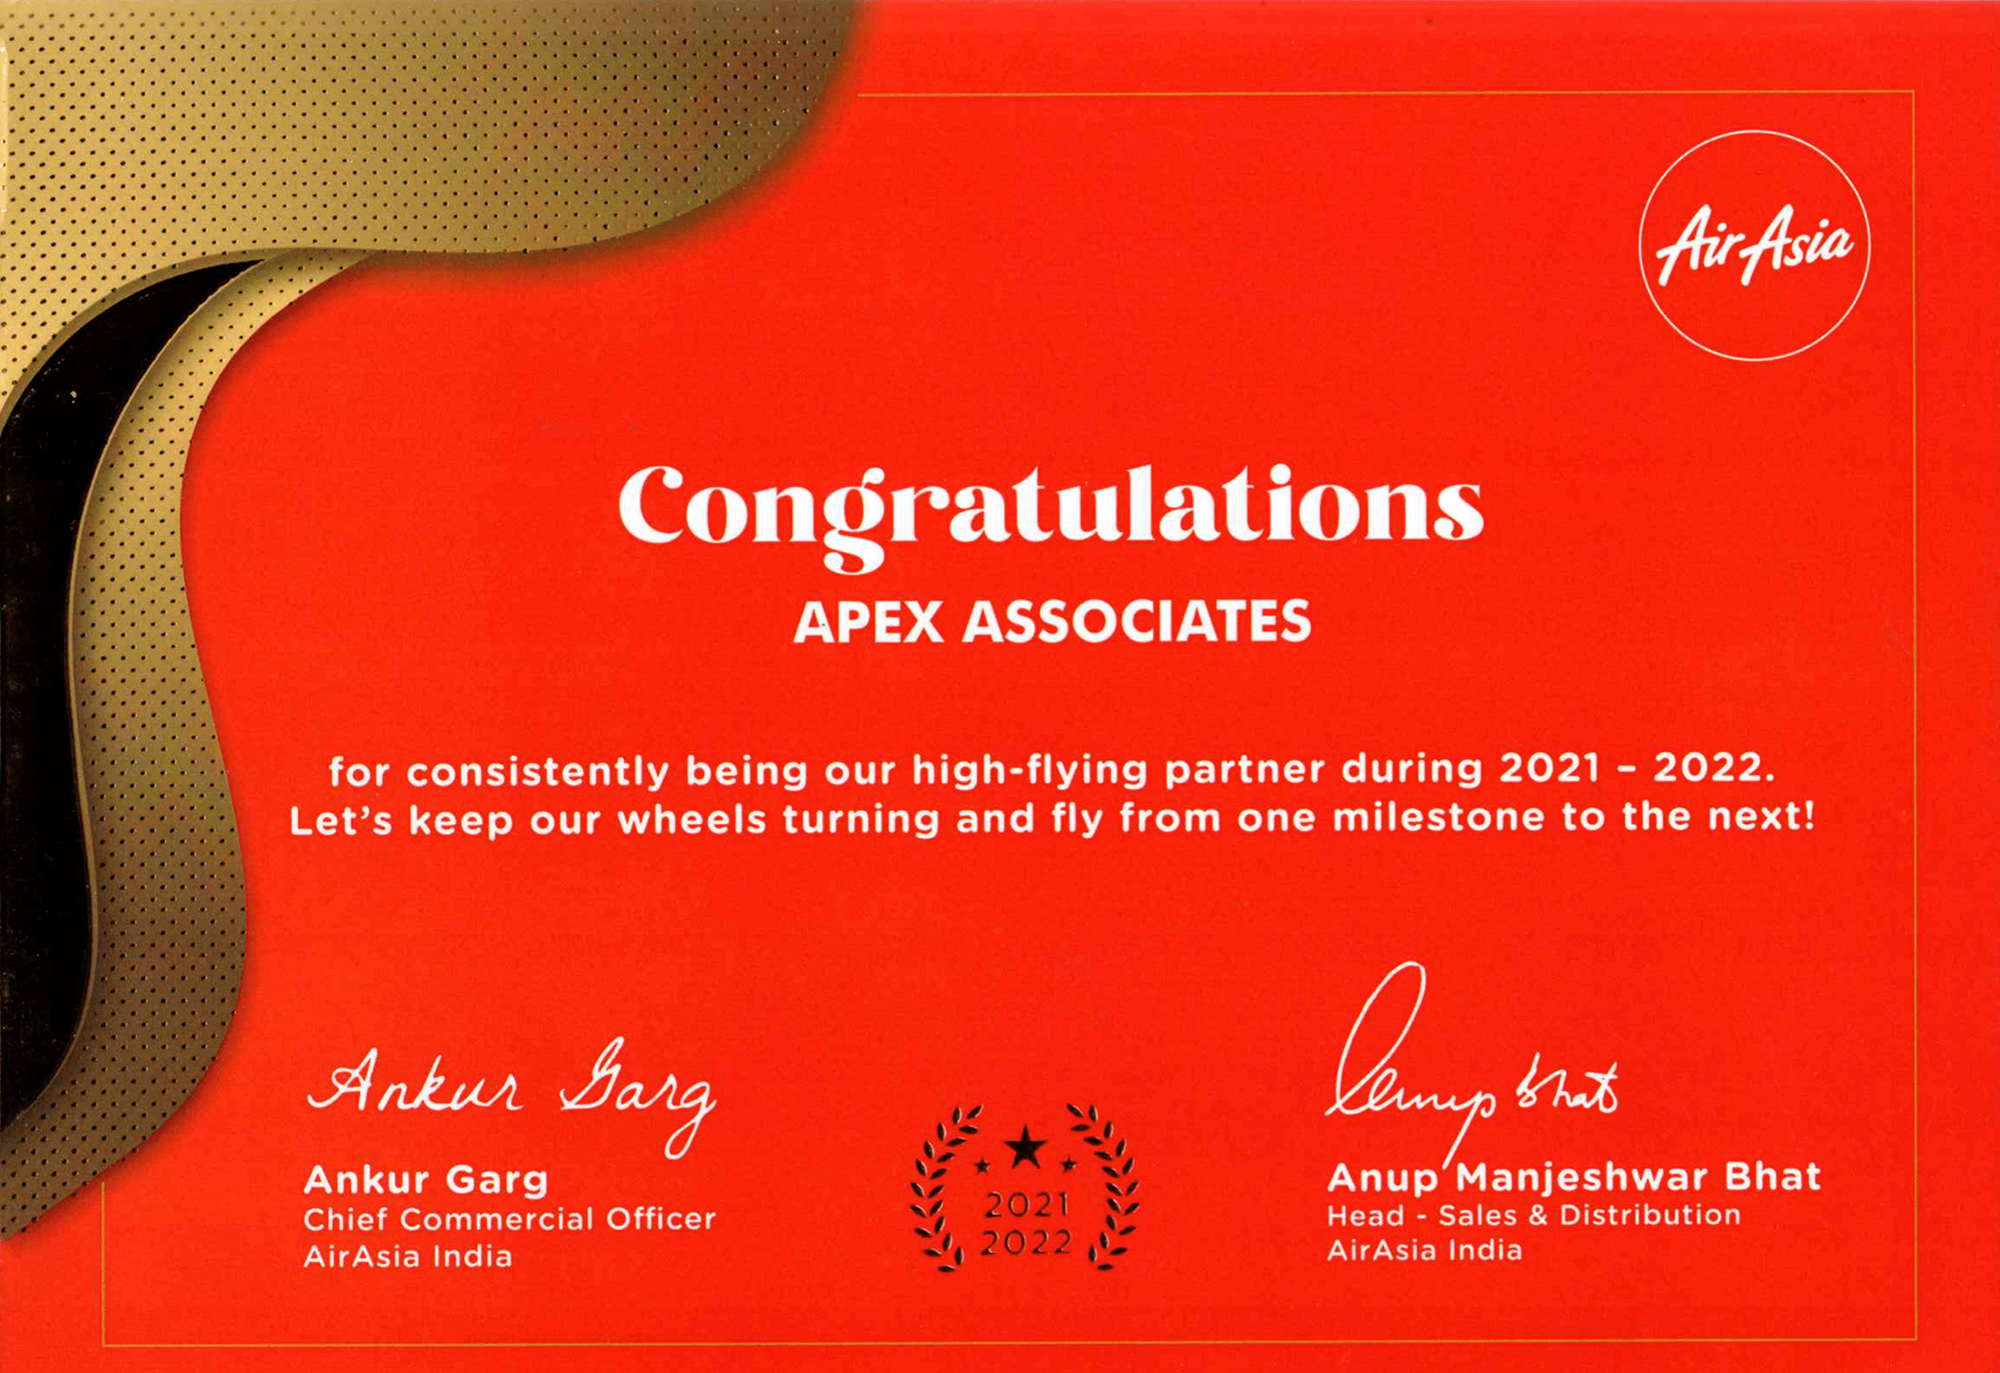 AirAsia
Congratulations
APEX ASSOCIATES
for consistently being our high-flying partner during 2021 – 2022.
Let's keep our wheels turning and fly from one milestone to the next!
Ankur Garg
Ankur Garg
Chief Commercial Officer
AirAsia India
2021
2022
Anup Bhat
Anup Manjeshwar Bhat
Head - Sales & Distribution
AirAsia India